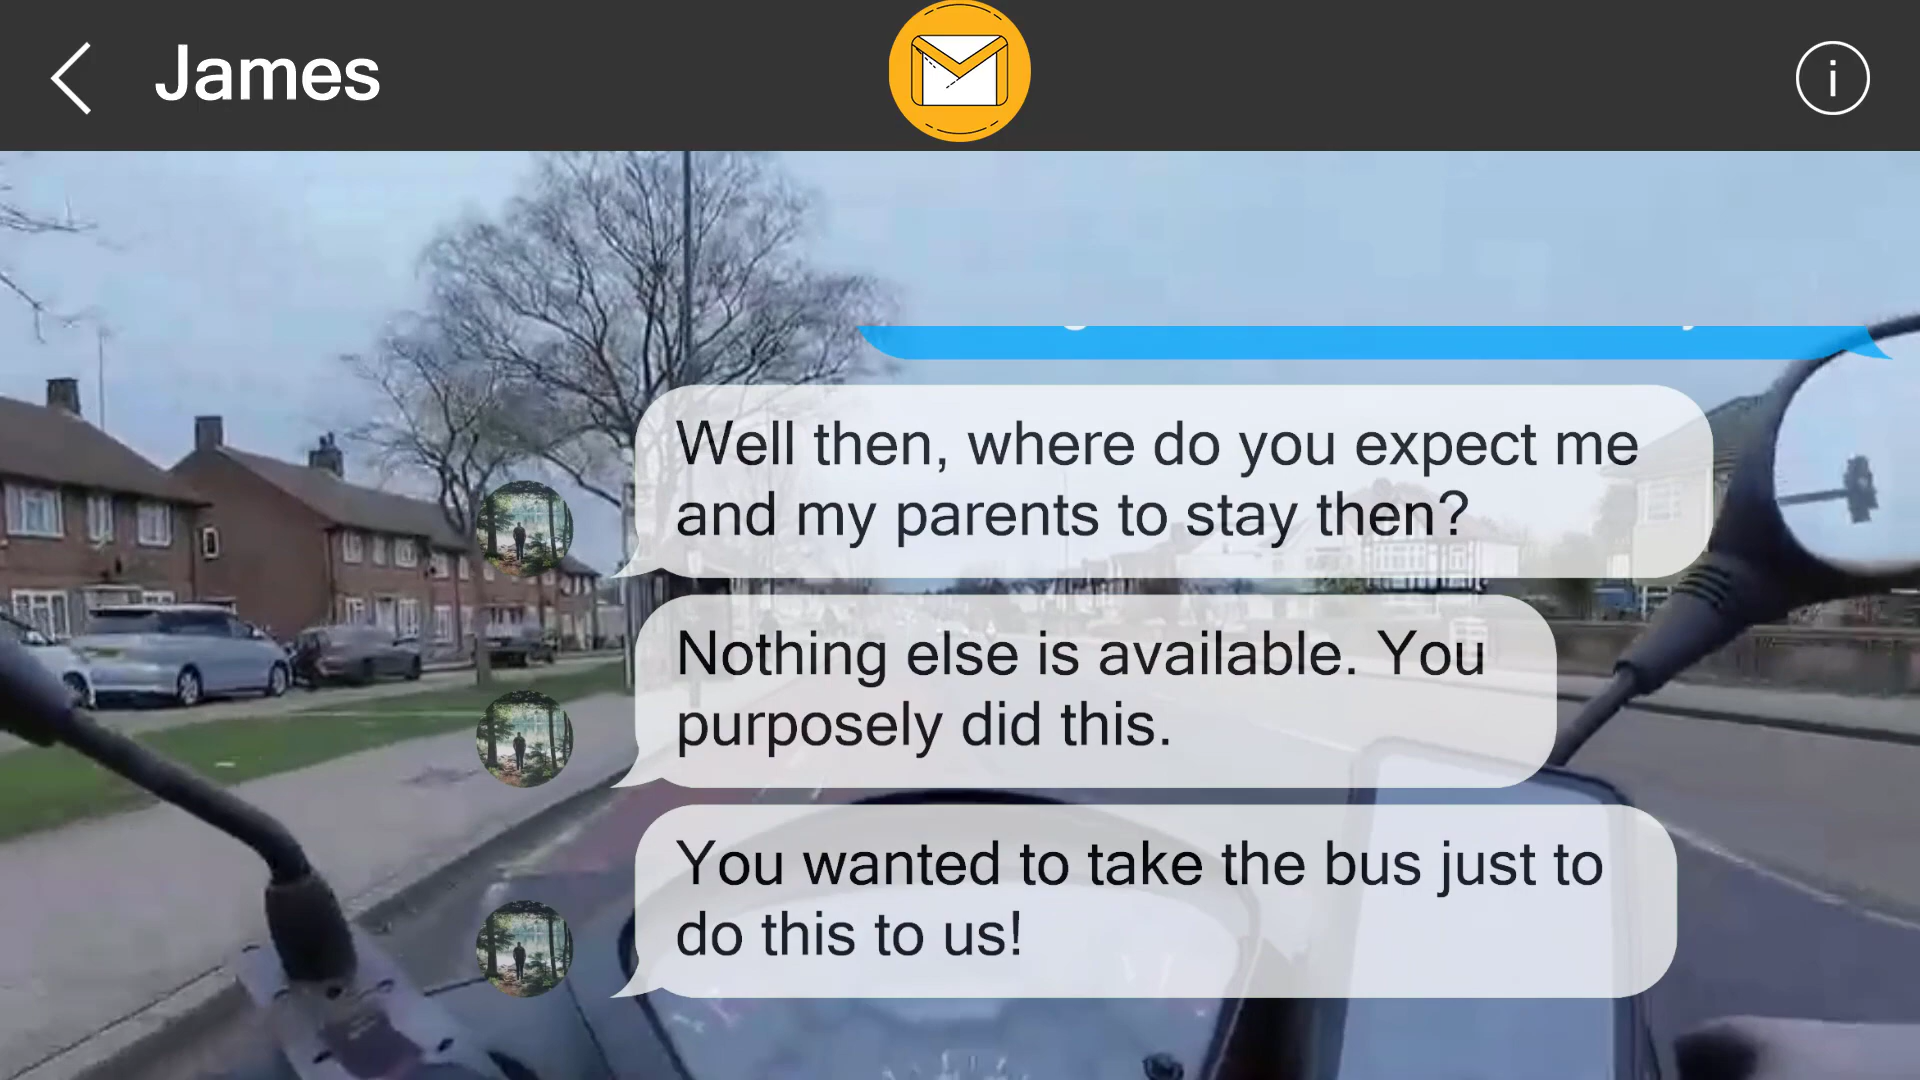 James
Well then, where do you expect me
and my parents to stay then?
Nothing else is available. You
purposely did this.
You wanted to take the bus just to
do this to us!